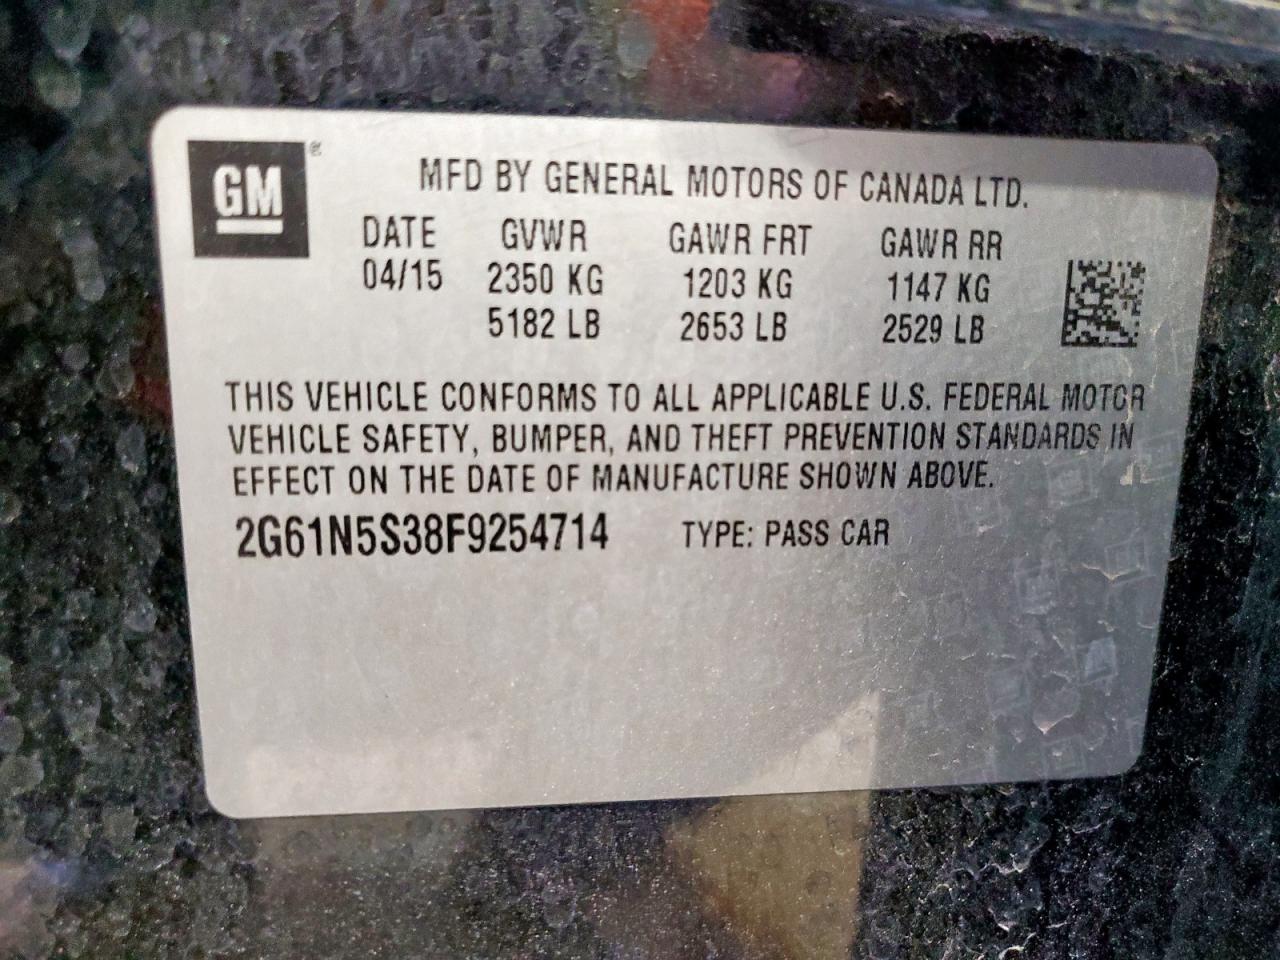 GM®
MFD BY GENERAL MOTORS OF CANADA LTD.
DATE GVWR GAWR FRT GAWR RR
04/15 2350 KG 1203 KG 1147 KG
5182 LB 2653 LB 2529 LB
THIS VEHICLE CONFORMS TO ALL APPLICABLE U.S. FEDERAL MOTOR
VEHICLE SAFETY, BUMPER, AND THEFT PREVENTION STANDARDS IN
EFFECT ON THE DATE OF MANUFACTURE SHOWN ABOVE.
2G61N5S38F9254714 TYPE: PASS CAR